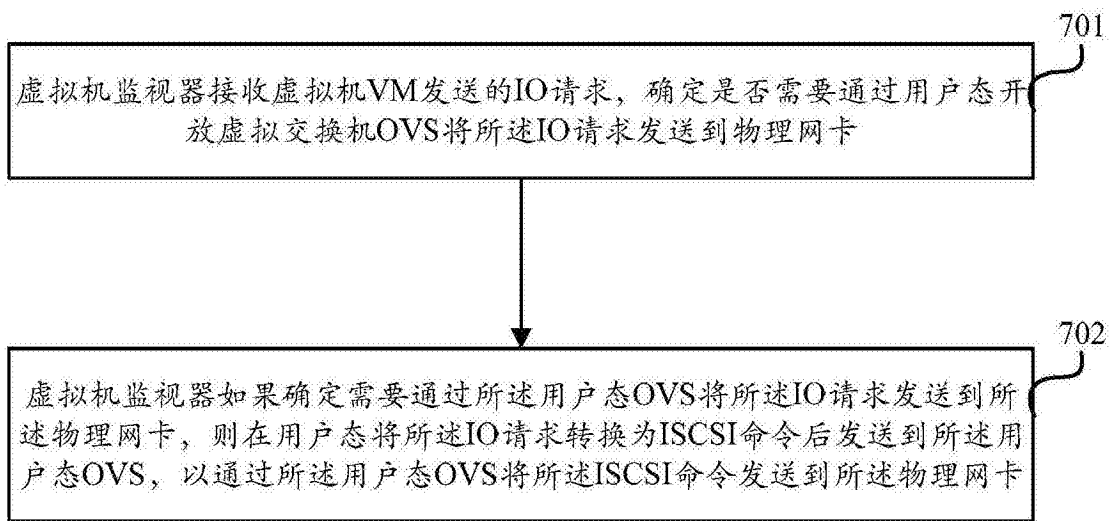 701
虚拟机监视器接收虚拟机VM发送的IO请求，确定是否需要通过用户态开
放虚拟交换机OVS将所述IO请求发送到物理网卡
702
虚拟机监视器如果确定需要通过所述用户态OVS将所述IO请求发送到所
述物理网卡，则在用户态将所述IO请求转换为ISCSI命令后发送到所述用
户态OVS，以通过所述用户态OVS将所述ISCSI命令发送到所述物理网卡